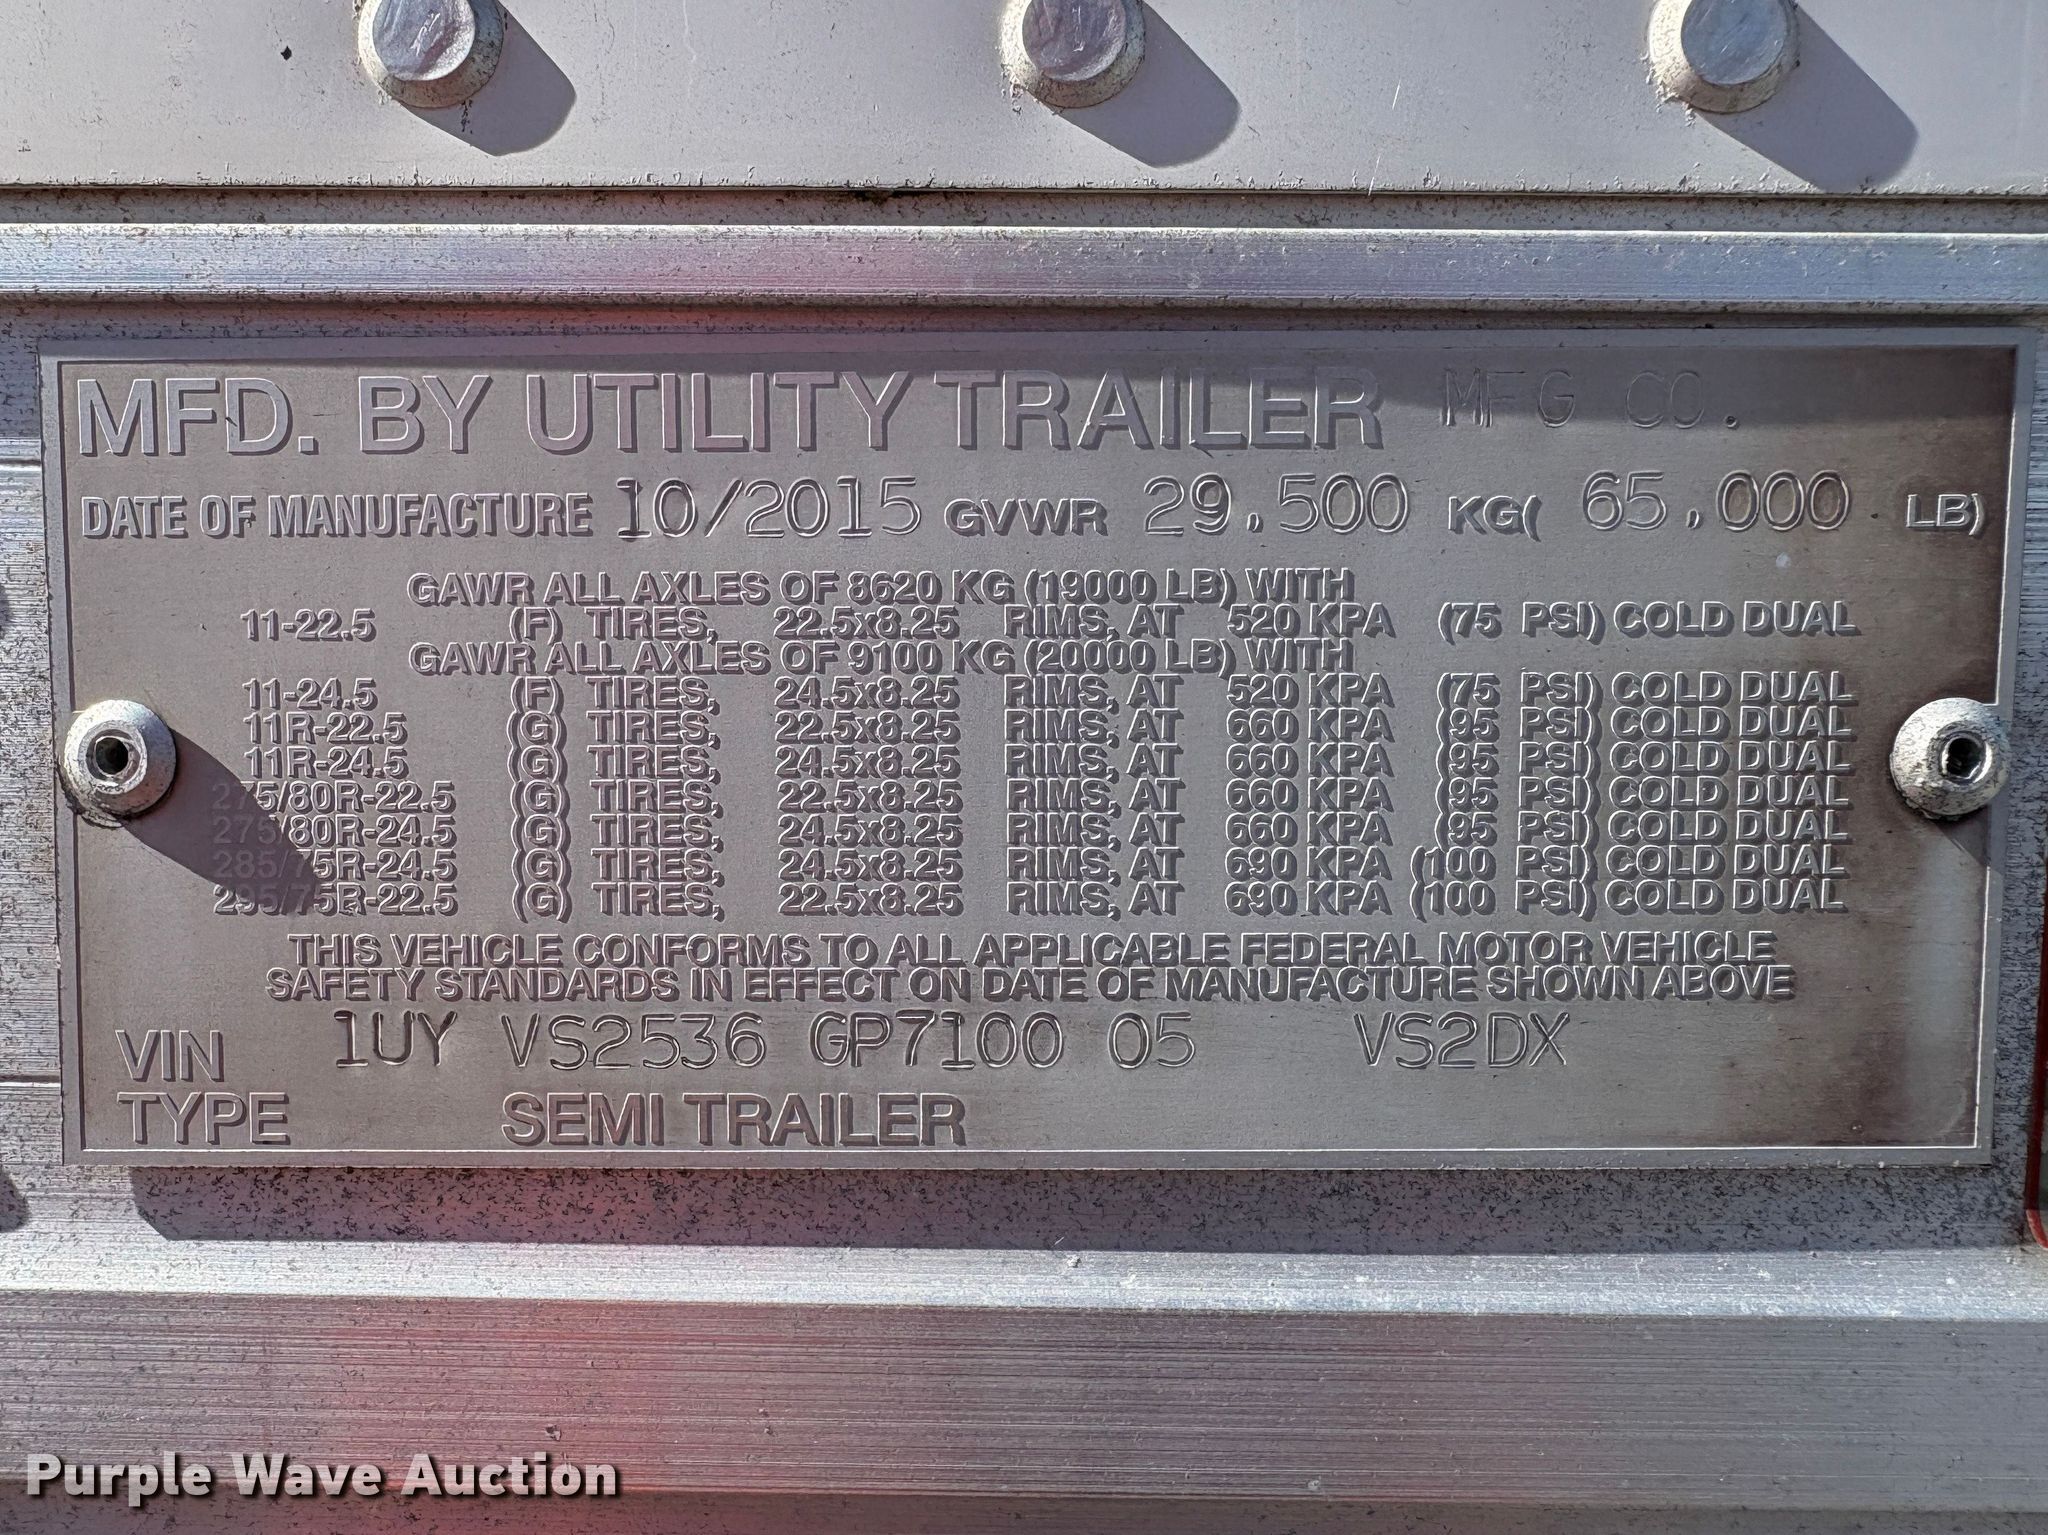 MFD. BY UTILITY TRAILER MFG CO.
DATE OF MANUFACTURE 10/2015 GVWR 29,500 KG( 65,000 LB)
GAWR ALL AXLES OF 8620 KG (19000 LB) WITH
11-22.5 (F) TIRES, 22.5x8.25 RIMS, AT 520 KPA (75 PSI) COLD DUAL
GAWR ALL AXLES OF 9100 KG (20000 LB) WITH
11-24.5 (F) TIRES, 24.5x8.25 RIMS, AT 520 KPA (75 PSI) COLD DUAL
11R-22.5 (G) TIRES, 22.5x8.25 RIMS, AT 660 KPA (95 PSI) COLD DUAL
11R-24.5 (G) TIRES, 24.5x8.25 RIMS, AT 660 KPA (95 PSI) COLD DUAL
275/80R-22.5 (G) TIRES, 22.5x8.25 RIMS, AT 660 KPA (95 PSI) COLD DUAL
275/80R-24.5 (G) TIRES, 24.5x8.25 RIMS, AT 660 KPA (95 PSI) COLD DUAL
285/75R-24.5 (G) TIRES, 24.5x8.25 RIMS, AT 690 KPA (100 PSI) COLD DUAL
295/75R-22.5 (G) TIRES, 22.5x8.25 RIMS, AT 690 KPA (100 PSI) COLD DUAL
THIS VEHICLE CONFORMS TO ALL APPLICABLE FEDERAL MOTOR VEHICLE
SAFETY STANDARDS IN EFFECT ON DATE OF MANUFACTURE SHOWN ABOVE
VIN 1UY VS2536 GP7100 05 VS2DX
TYPE SEMI TRAILER
Purple Wave Auction